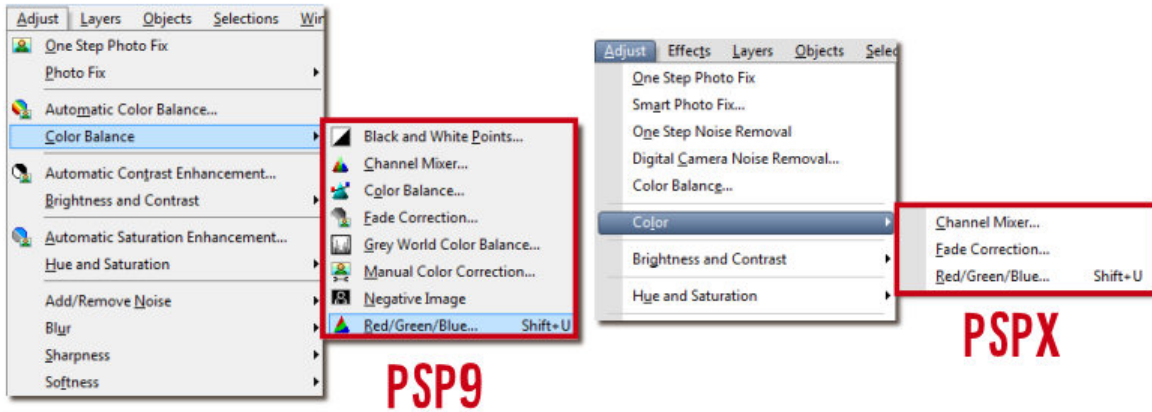 Adjust Layers Objects Selections Win
One Step Photo Fix
Photo Fix
Automatic Color Balance...
Color Balance
Automatic Contrast Enhancement...
Brightness and Contrast
Automatic Saturation Enhancement...
Hue and Saturation
Add/Remove Noise
Blur
Sharpness
Softness
Black and White Points...
Channel Mixer...
Color Balance...
Fade Correction...
Grey World Color Balance...
Manual Color Correction...
Negative Image
Red/Green/Blue... Shift+U
PSP9
Adjust Effects Layers Objects Selec
One Step Photo Fix
Smart Photo Fix...
One Step Noise Removal
Digital Camera Noise Removal...
Color Balance...
Color
Brightness and Contrast
Hue and Saturation
Channel Mixer...
Fade Correction...
Red/Green/Blue... Shift+U
PSPX